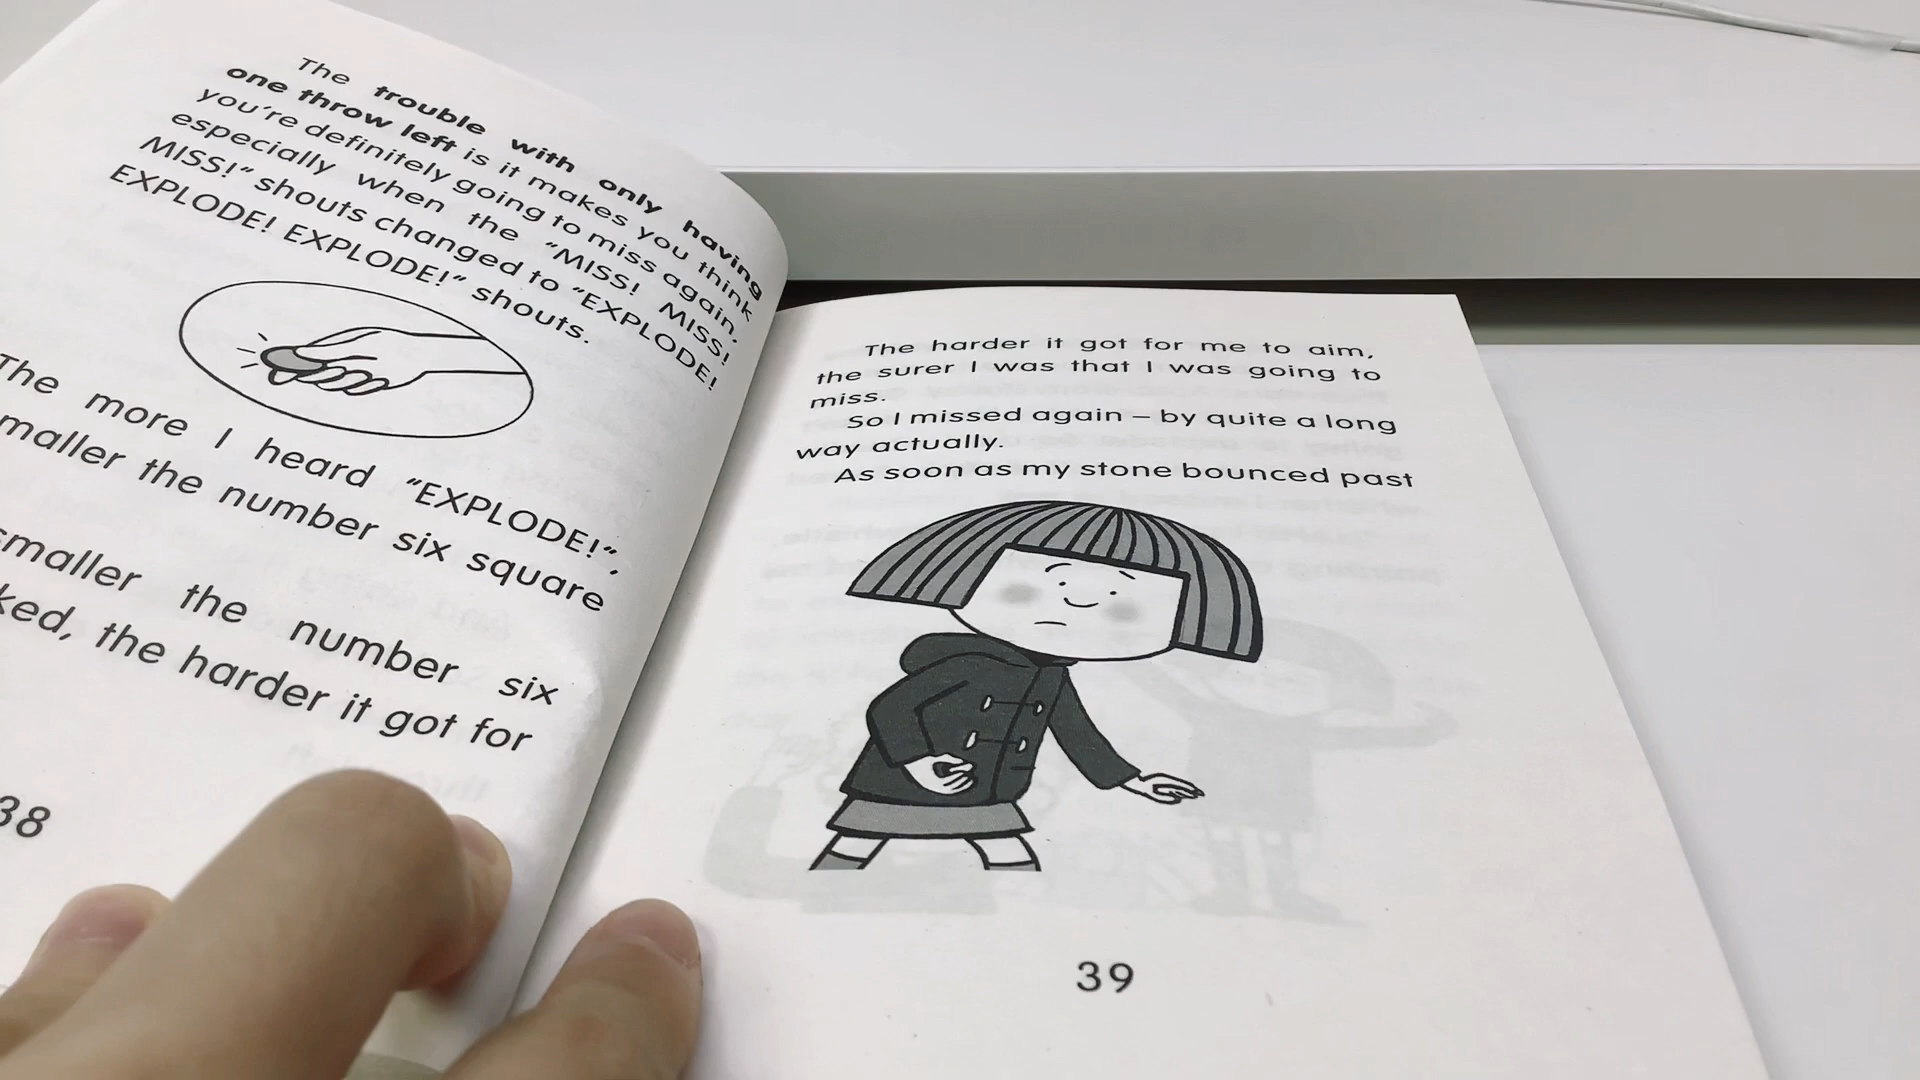 The trouble with only having
one throw left is it makes you think
you're definitely going to miss again,
especially when the "MISS! MISS!
MISS!" shouts changed to "EXPLODE!
EXPLODE! EXPLODE!" shouts.
The more I heard "EXPLODE!",
the number six square
smaller the number six
the harder it got for
38
The harder it got for me to aim,
the surer I was that I was going to
miss.
So I missed again – by quite a long
way actually.
As soon as my stone bounced past
39